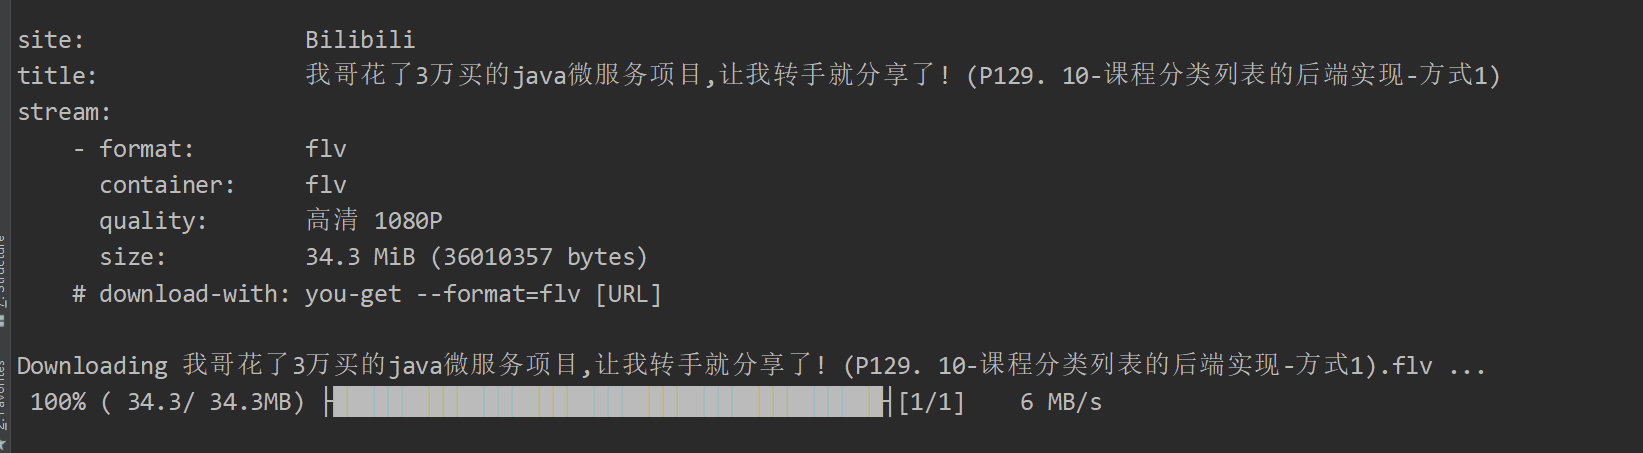 site: Bilibili
title: 我哥花了3万买的java微服务项目,让我转手就分享了! (P129. 10-课程分类列表的后端实现-方式1)
stream:
- format: flv
container: flv
quality: 高清 1080P
size: 34.3 MiB (36010357 bytes)
# download-with: you-get --format=flv [URL]
Downloading 我哥花了3万买的java微服务项目,让我转手就分享了! (P129. 10-课程分类列表的后端实现-方式1).flv ...
100% ( 34.3/ 34.3MB) [1/1] 6 MB/s
Structure
2: Favorites